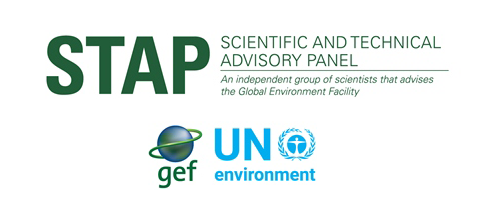 STAP
SCIENTIFIC AND TECHNICAL
ADVISORY PANEL
An independent group of scientists that advises
the Global Environment Facility
gef
UN
environment